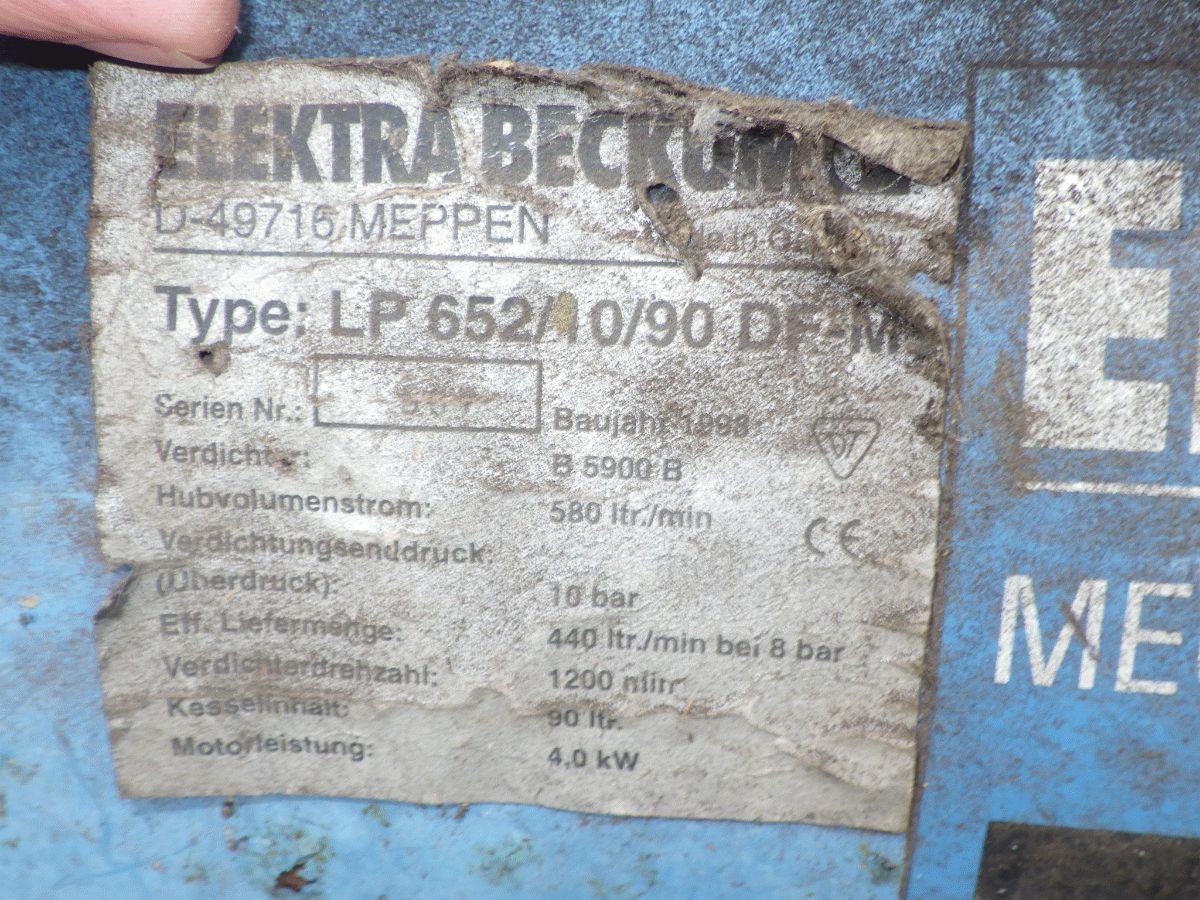 ELEKTRA BECKUM
D-49716 MEPPEN
Type: LP 652/10/90 DF-M
Serien Nr.: Baujahr 1998
Verdichter: B 5900 B
Hubvolumenstrom: 580 ltr./min
Verdichtungsenddruck:
(Überdruck): 10 bar
Eff. Liefermenge: 440 ltr./min bei 8 bar
Verdichterdrehzahl: 1200
Kesselinhalt: 90 ltr.
Motorleistung: 4,0 kW
CE